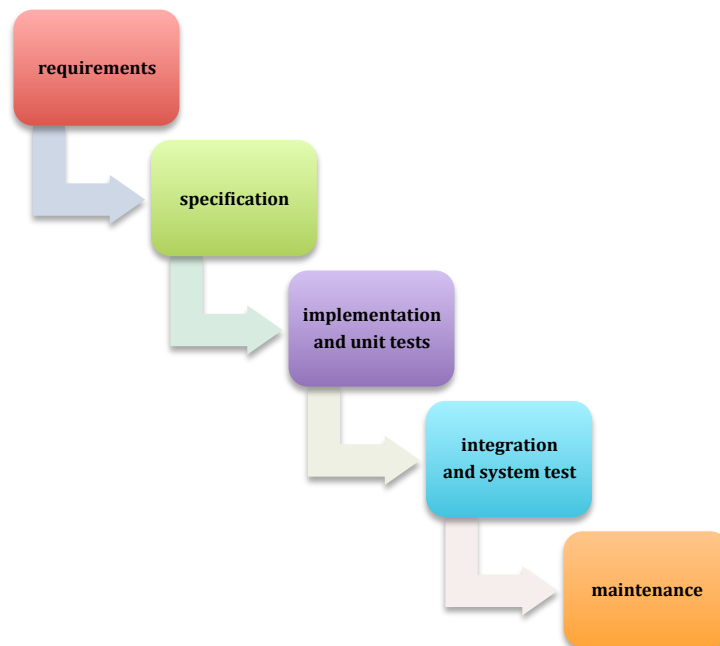 requirements
specification
implementation
and unit tests
integration
and system test
maintenance